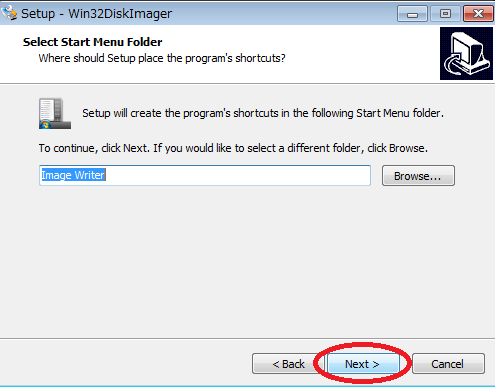 Setup - Win32DiskImager
Select Start Menu Folder
Where should Setup place the program's shortcuts?
Setup will create the program's shortcuts in the following Start Menu folder.
To continue, click Next. If you would like to select a different folder, click Browse.
Image Writer
Browse...
< Back
Next >
Cancel